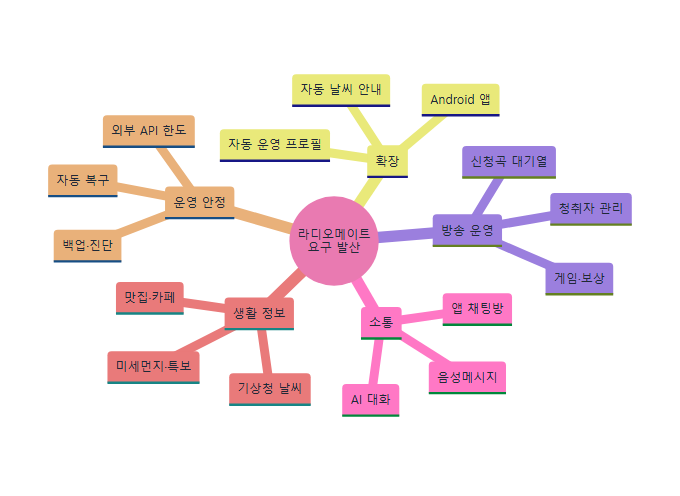 자동 날씨 안내
Android 앱
자동 운영 프로필
확장
외부 API 한도
자동 복구
운영 안정
백업·진단
신청곡 대기열
청취자 관리
방송 운영
게임·보상
라디오메이트
요구 발산
맛집·카페
생활 정보
미세먼지·특보
기상청 날씨
소통
앱 채팅방
음성메시지
AI 대화